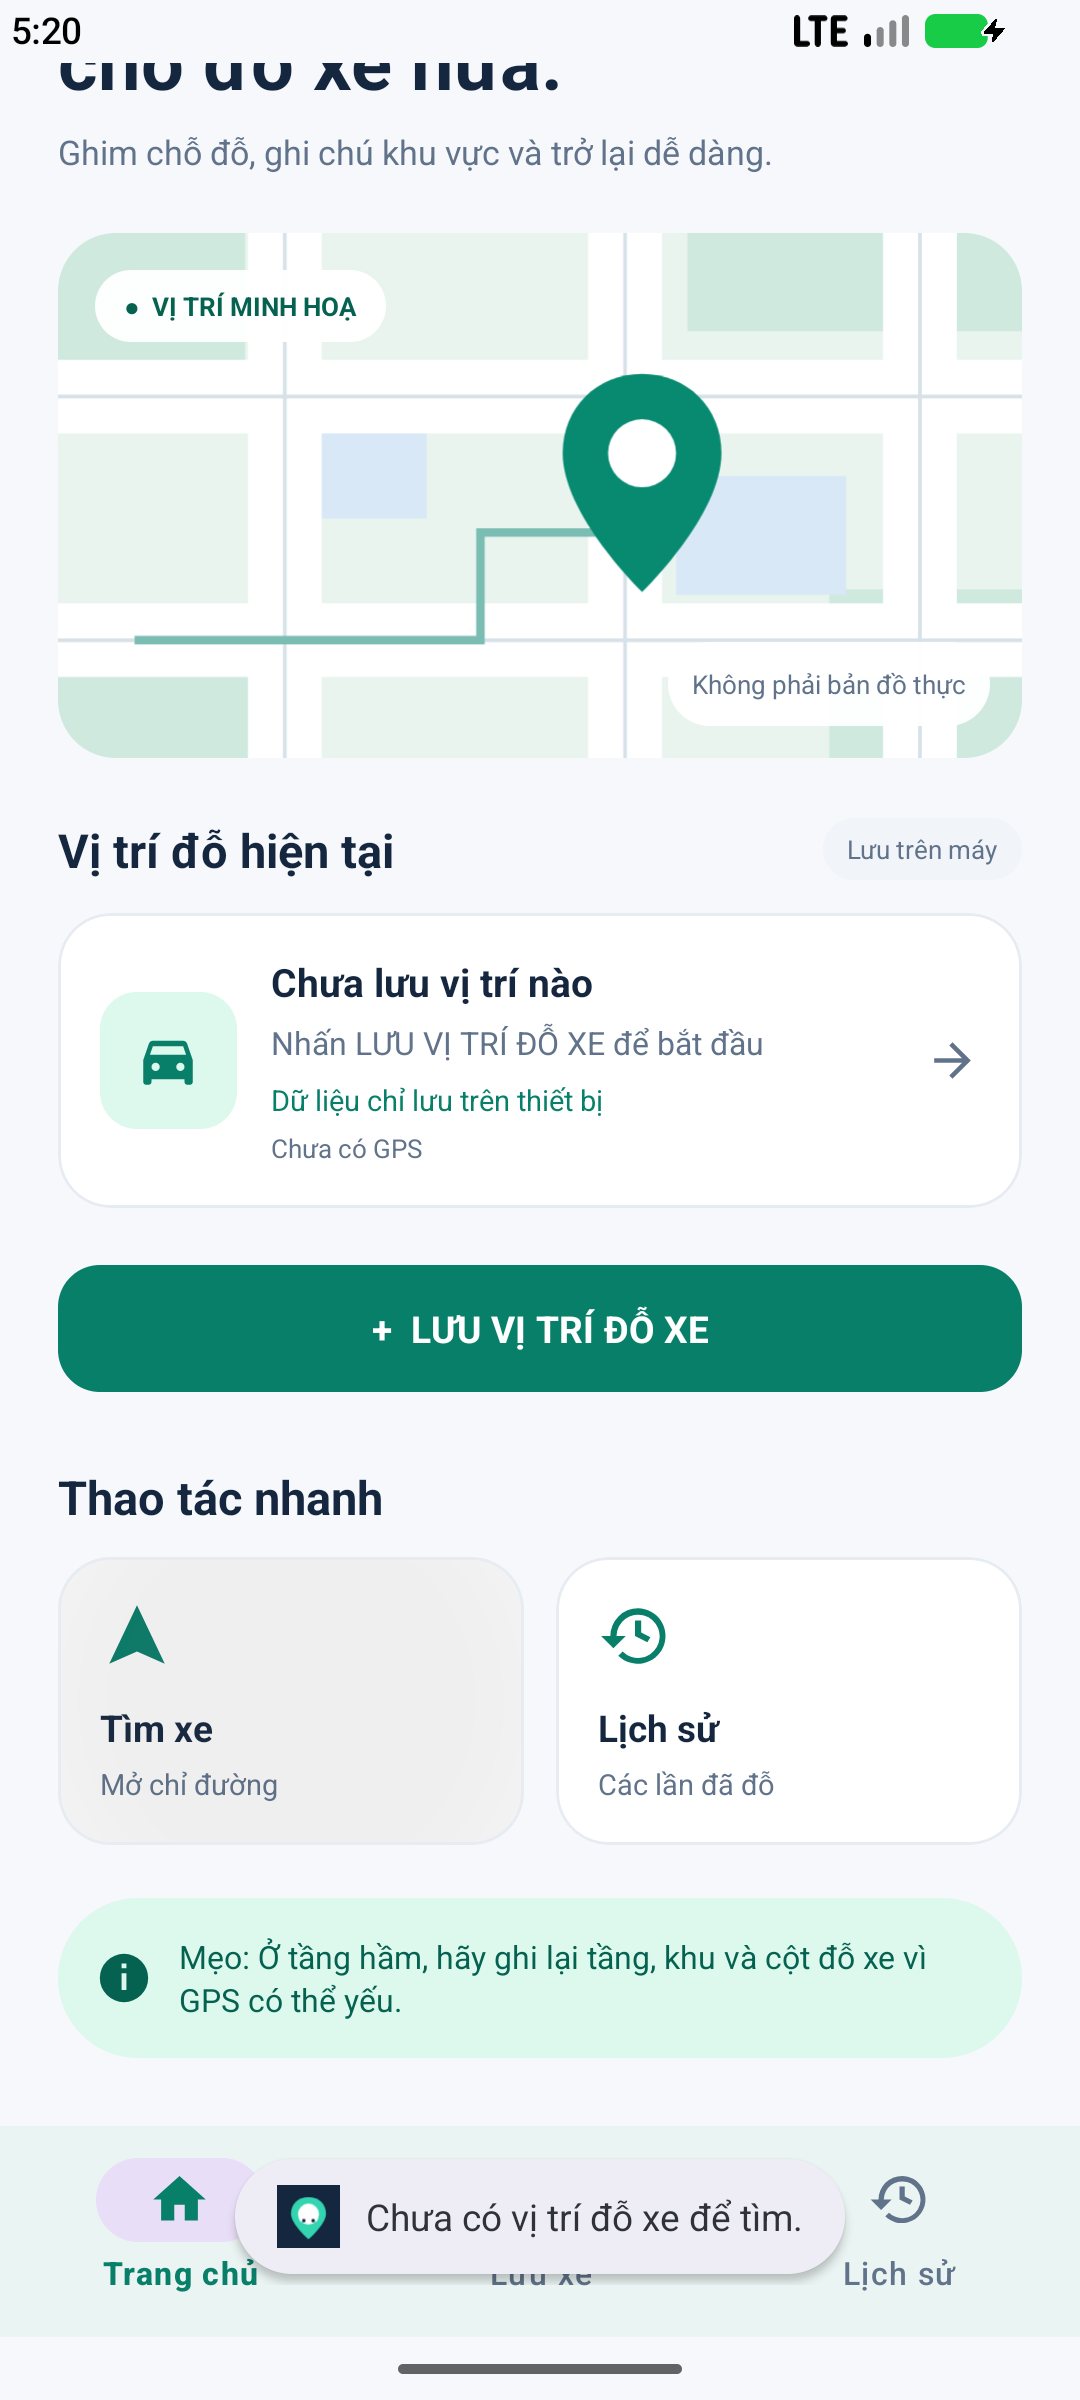 5:20
LTE
Ghim chỗ đỗ, ghi chú khu vực và trở lại dễ dàng.
VỊ TRÍ MINH HOẠ
Không phải bản đồ thực
Vị trí đỗ hiện tại
Lưu trên máy
Chưa lưu vị trí nào
Nhấn LƯU VỊ TRÍ ĐỖ XE để bắt đầu
Dữ liệu chỉ lưu trên thiết bị
Chưa có GPS
+ LƯU VỊ TRÍ ĐỖ XE
Thao tác nhanh
Tìm xe
Mở chỉ đường
Lịch sử
Các lần đã đỗ
Mẹo: Ở tầng hầm, hãy ghi lại tầng, khu và cột đỗ xe vì
GPS có thể yếu.
Chưa có vị trí đỗ xe để tìm.
Trang chủ
Lịch sử